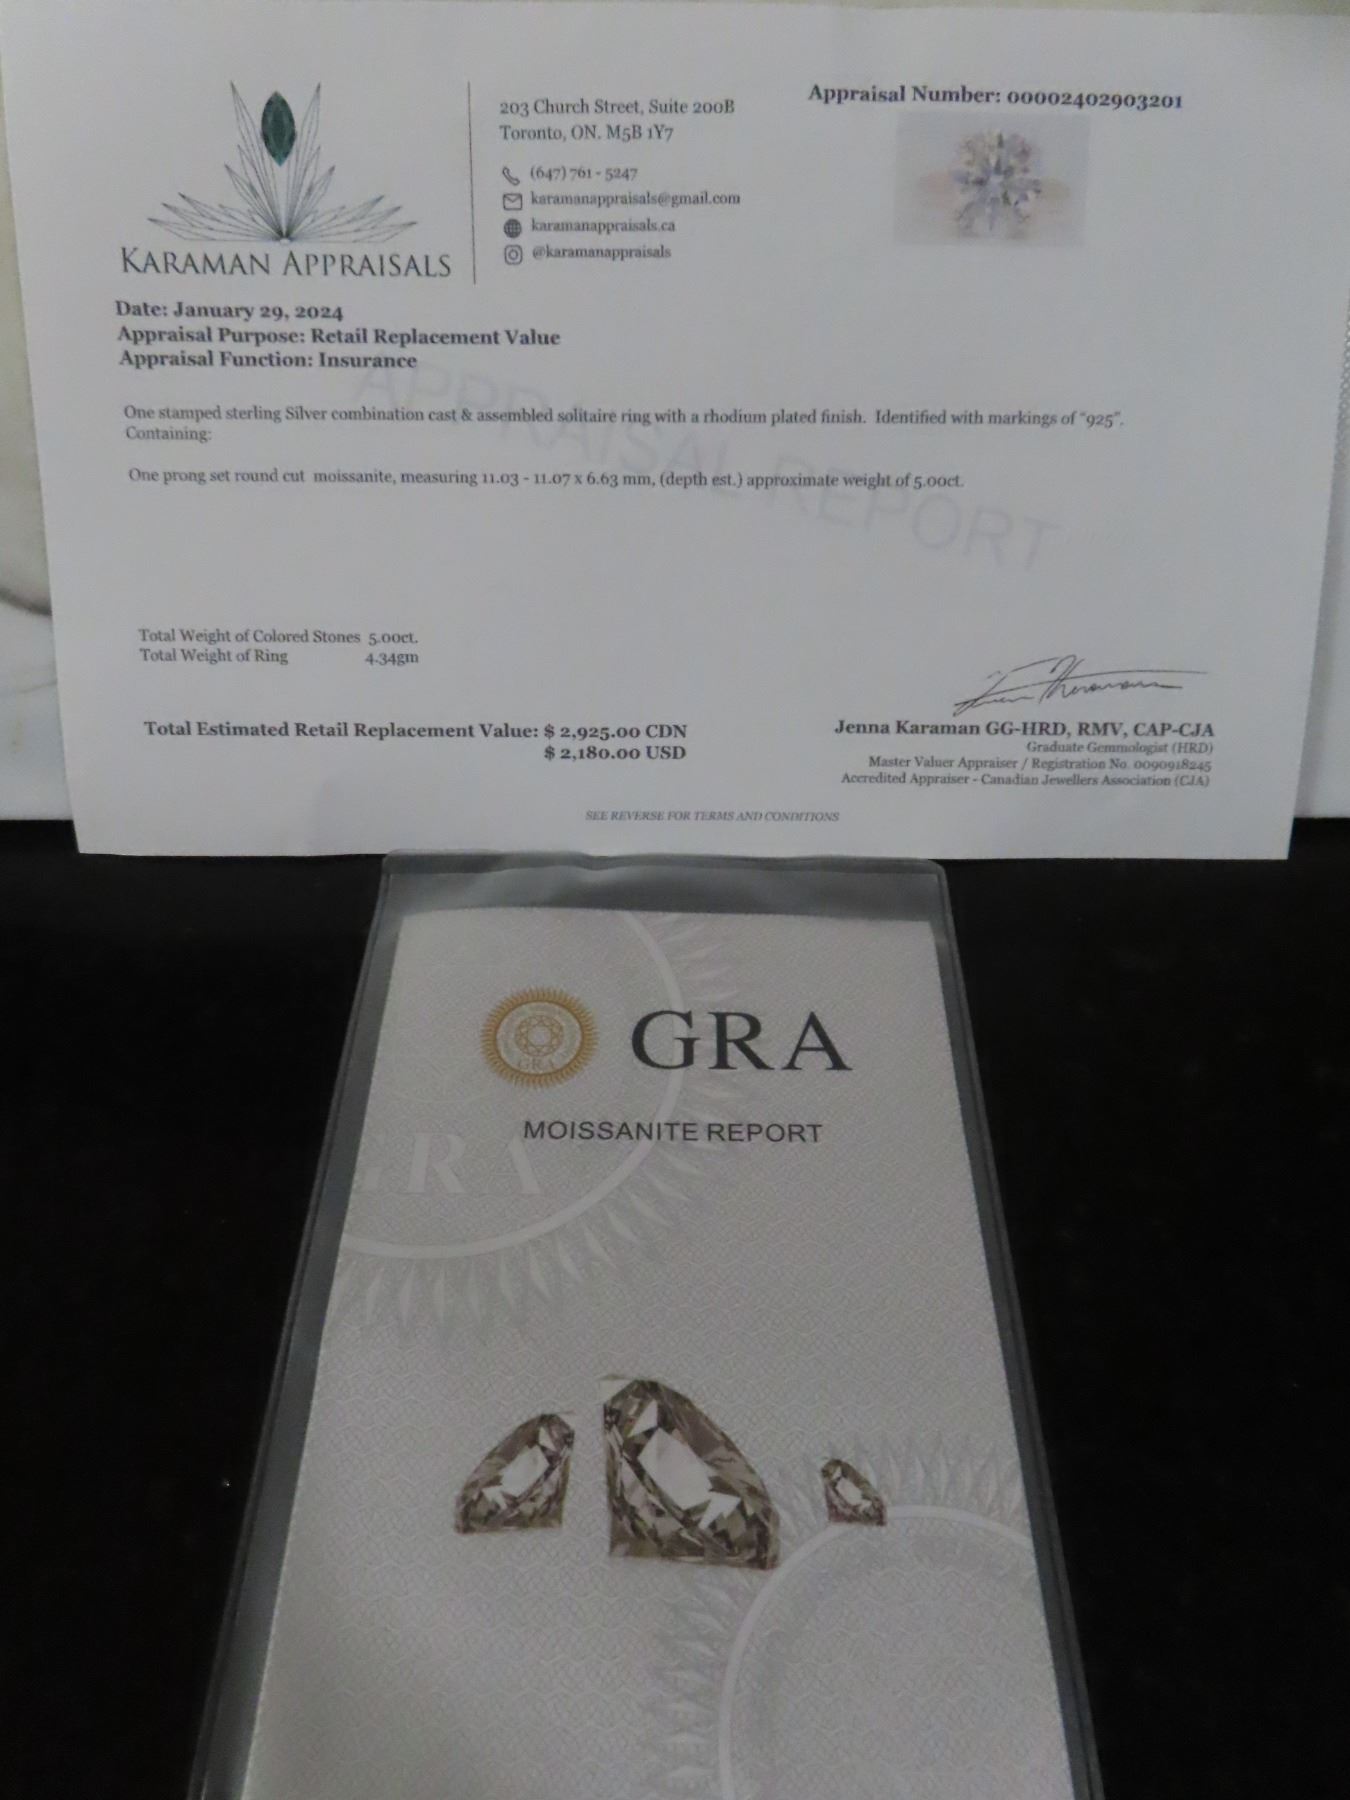 KARAMAN APPRAISALS
203 Church Street, Suite 200B
Toronto, ON. M5B 1Y7
(647) 761 - 5247
karamanappraisals@gmail.com
karamanappraisals.ca
@karamanappraisals
Appraisal Number: 00002402903201
Date: January 29, 2024
Appraisal Purpose: Retail Replacement Value
Appraisal Function: Insurance
APPRAISAL REPORT
One stamped sterling Silver combination cast & assembled solitaire ring with a rhodium plated finish. Identified with markings of "925".
Containing:
One prong set round cut moissanite, measuring 11.03 - 11.07 x 6.63 mm, (depth est.) approximate weight of 5.00ct.
Total Weight of Colored Stones 5.00ct.
Total Weight of Ring 4.34gm
Total Estimated Retail Replacement Value: $ 2,925.00 CDN
$ 2,180.00 USD
Jenna Karaman GG-HRD, RMV, CAP-CJA
Graduate Gemmologist (HRD)
Master Valuer Appraiser / Registration No. 0090918245
Accredited Appraiser - Canadian Jewellers Association (CJA)
SEE REVERSE FOR TERMS AND CONDITIONS
GRA
GRA
MOISSANITE REPORT
GRA